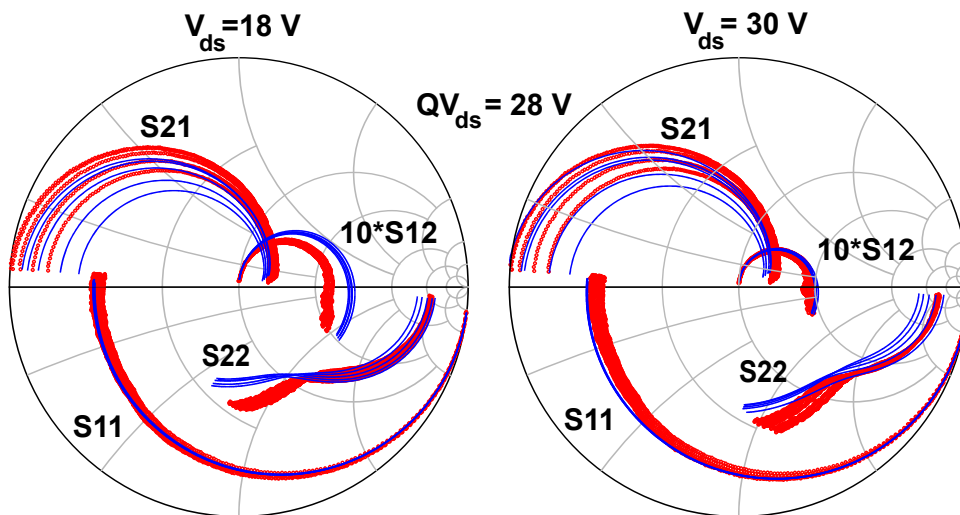 V_ds=18 V
V_ds= 30 V
QV_ds= 28 V
S21
S21
10*S12
10*S12
S22
S22
S11
S11